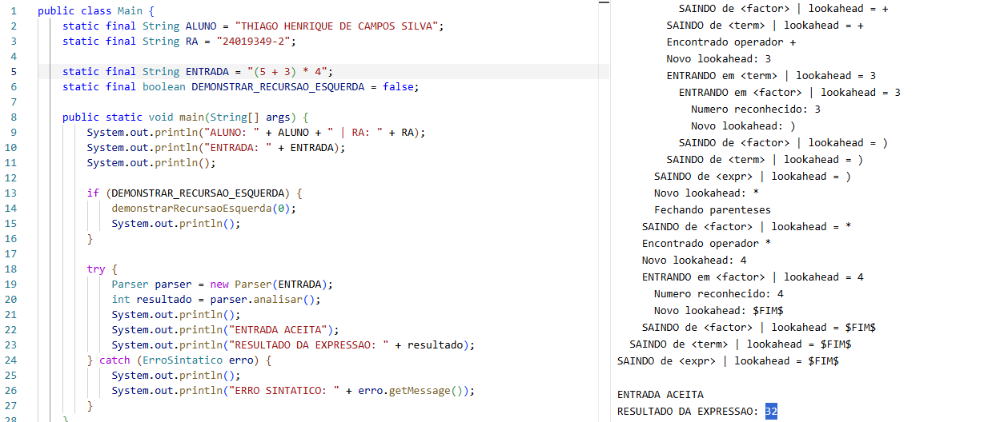 1 public class Main {
2 static final String ALUNO = "THIAGO HENRIQUE DE CAMPOS SILVA";
3 static final String RA = "24019349-2";
4
5 static final String ENTRADA = "(5 + 3) * 4";
6 static final boolean DEMONSTRAR_RECURSAO_ESQUERDA = false;
7
8 public static void main(String[] args) {
9 System.out.println("ALUNO: " + ALUNO + " | RA: " + RA);
10 System.out.println("ENTRADA: " + ENTRADA);
11 System.out.println();
12
13 if (DEMONSTRAR_RECURSAO_ESQUERDA) {
14 demonstrarRecursaoEsquerda(0);
15 System.out.println();
16 }
17
18 try {
19 Parser parser = new Parser(ENTRADA);
20 int resultado = parser.analisar();
21 System.out.println();
22 System.out.println("ENTRADA ACEITA");
23 System.out.println("RESULTADO DA EXPRESSAO: " + resultado);
24 } catch (ErroSintatico erro) {
25 System.out.println();
26 System.out.println("ERRO SINTATICO: " + erro.getMessage());
27 }
28 }
SAINDO de <factor> | lookahead = +
SAINDO de <term> | lookahead = +
Encontrado operador +
Novo lookahead: 3
ENTRANDO em <term> | lookahead = 3
ENTRANDO em <factor> | lookahead = 3
Numero reconhecido: 3
Novo lookahead: )
SAINDO de <factor> | lookahead = )
SAINDO de <term> | lookahead = )
SAINDO de <expr> | lookahead = )
Novo lookahead: *
Fechando parenteses
SAINDO de <factor> | lookahead = *
Encontrado operador *
Novo lookahead: 4
ENTRANDO em <factor> | lookahead = 4
Numero reconhecido: 4
Novo lookahead: $FIM$
SAINDO de <factor> | lookahead = $FIM$
SAINDO de <term> | lookahead = $FIM$
SAINDO de <expr> | lookahead = $FIM$

ENTRADA ACEITA
RESULTADO DA EXPRESSAO: 32